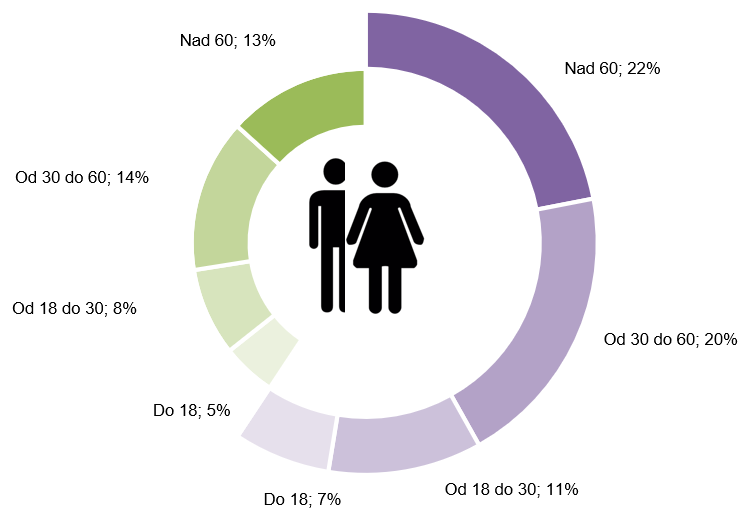 Nad 60; 13%
Nad 60; 22%
Od 30 do 60; 14%
Od 18 do 30; 8%
Od 30 do 60; 20%
Do 18; 5%
Od 18 do 30; 11%
Do 18; 7%